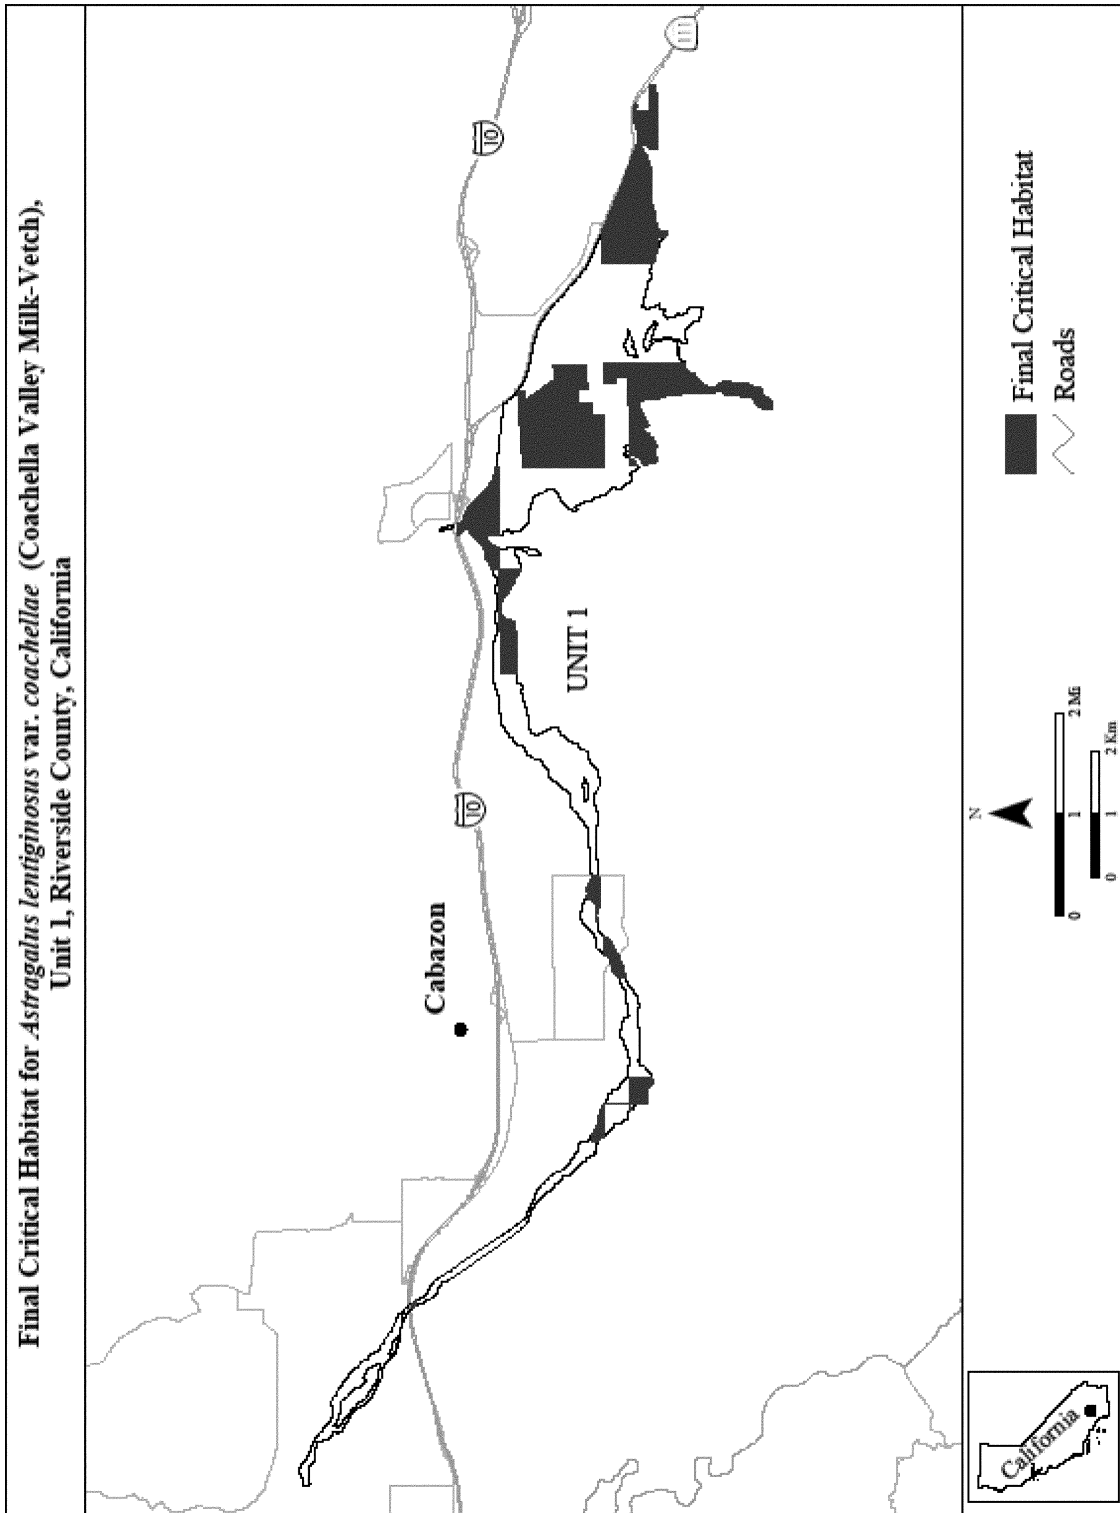 Final Critical Habitat for Astragalus lentiginosus var. coachellae (Coachella Valley Milk-Vetch),
Unit 1, Riverside County, California
10
111
10
Cabazon
UNIT 1
California
N
0 1 2 Mi
0 1 2 Km
Final Critical Habitat
Roads